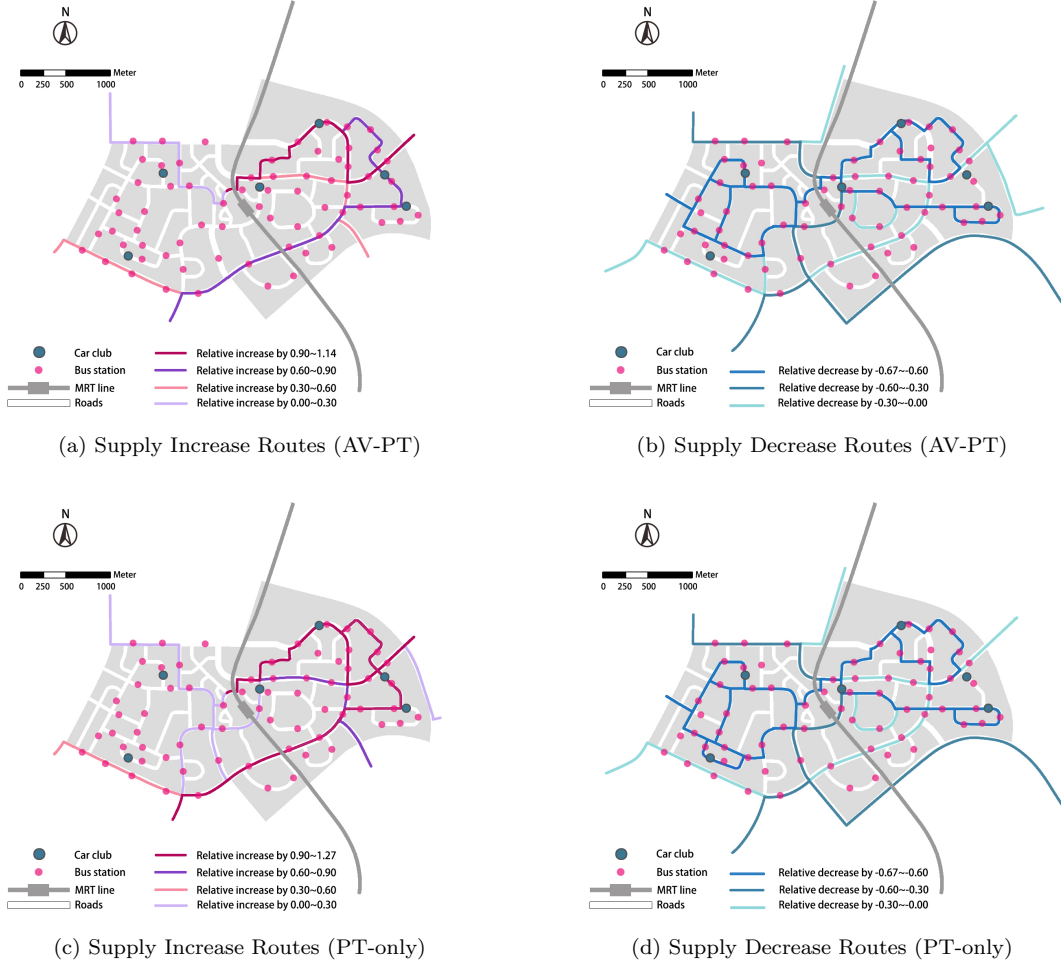 N
Meter
0 250 500 1000
Car club
Relative increase by 0.90~1.14
Bus station
Relative increase by 0.60~0.90
MRT line
Relative increase by 0.30~0.60
Roads
Relative increase by 0.00~0.30
(a) Supply Increase Routes (AV-PT)
N
Meter
0 250 500 1000
Car club
Bus station
Relative decrease by -0.67~-0.60
MRT line
Relative decrease by -0.60~-0.30
Roads
Relative decrease by -0.30~-0.00
(b) Supply Decrease Routes (AV-PT)
N
Meter
0 250 500 1000
Car club
Relative increase by 0.90~1.27
Bus station
Relative increase by 0.60~0.90
MRT line
Relative increase by 0.30~0.60
Roads
Relative increase by 0.00~0.30
(c) Supply Increase Routes (PT-only)
N
Meter
0 250 500 1000
Car club
Bus station
Relative decrease by -0.67~-0.60
MRT line
Relative decrease by -0.60~-0.30
Roads
Relative decrease by -0.30~-0.00
(d) Supply Decrease Routes (PT-only)